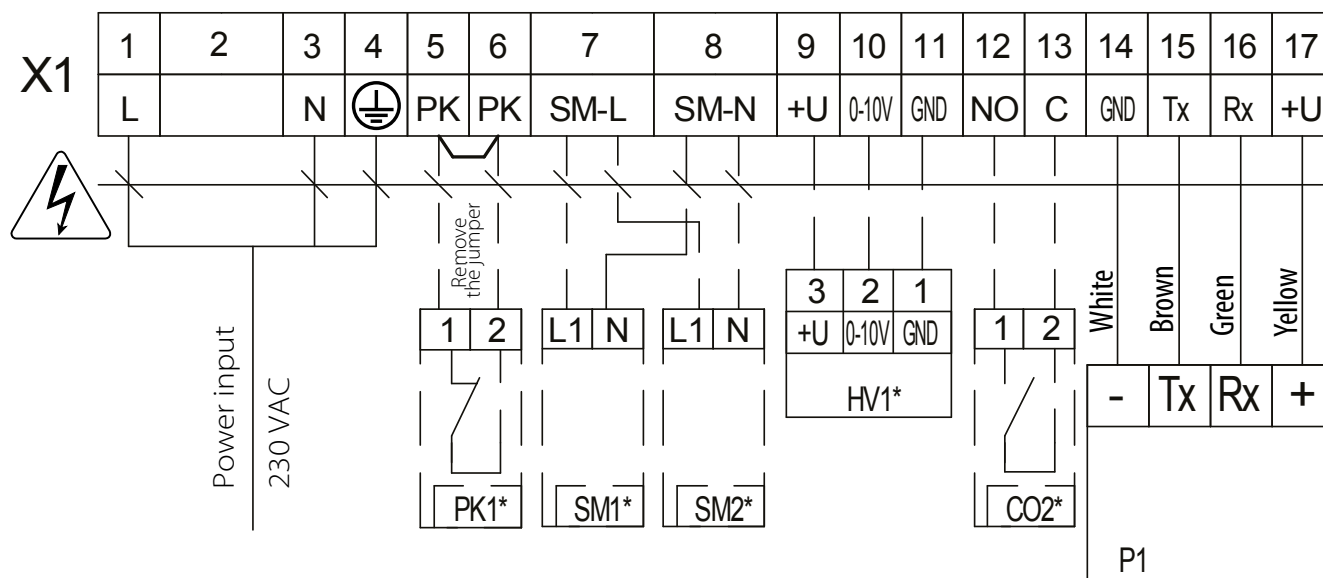 X1
1 2 3 4 5 6 7 8 9 10 11 12 13 14 15 16 17
L N PK PK SM-L SM-N +U 0-10V GND NO C GND Tx Rx +U
Remove
the jumper
Power input
230 VAC
White Brown Green Yellow
3 2 1
+U 0-10V GND
HV1*
1 2 L1 N L1 N 1 2
- Tx Rx +
PK1* SM1* SM2* CO2*
P1